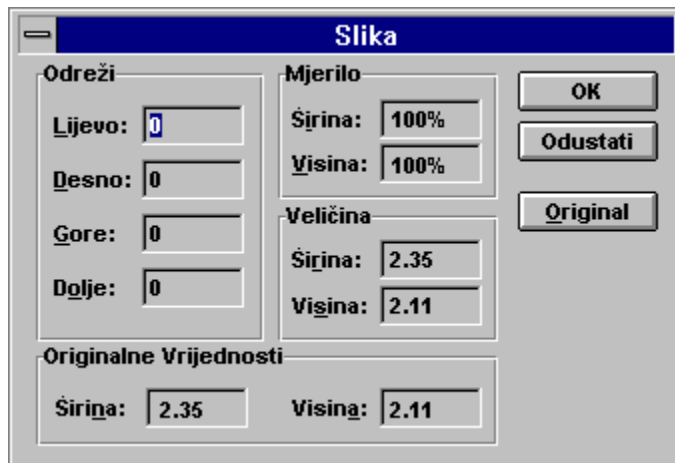 Slika
Odreži
Lijevo: 0
Desno: 0
Gore: 0
Dolje: 0
Mjerilo
Širina: 100%
Visina: 100%
Veličina
Širina: 2.35
Visina: 2.11
OK
Odustati
Original
Originalne Vrijednosti
Širina: 2.35 Visina: 2.11